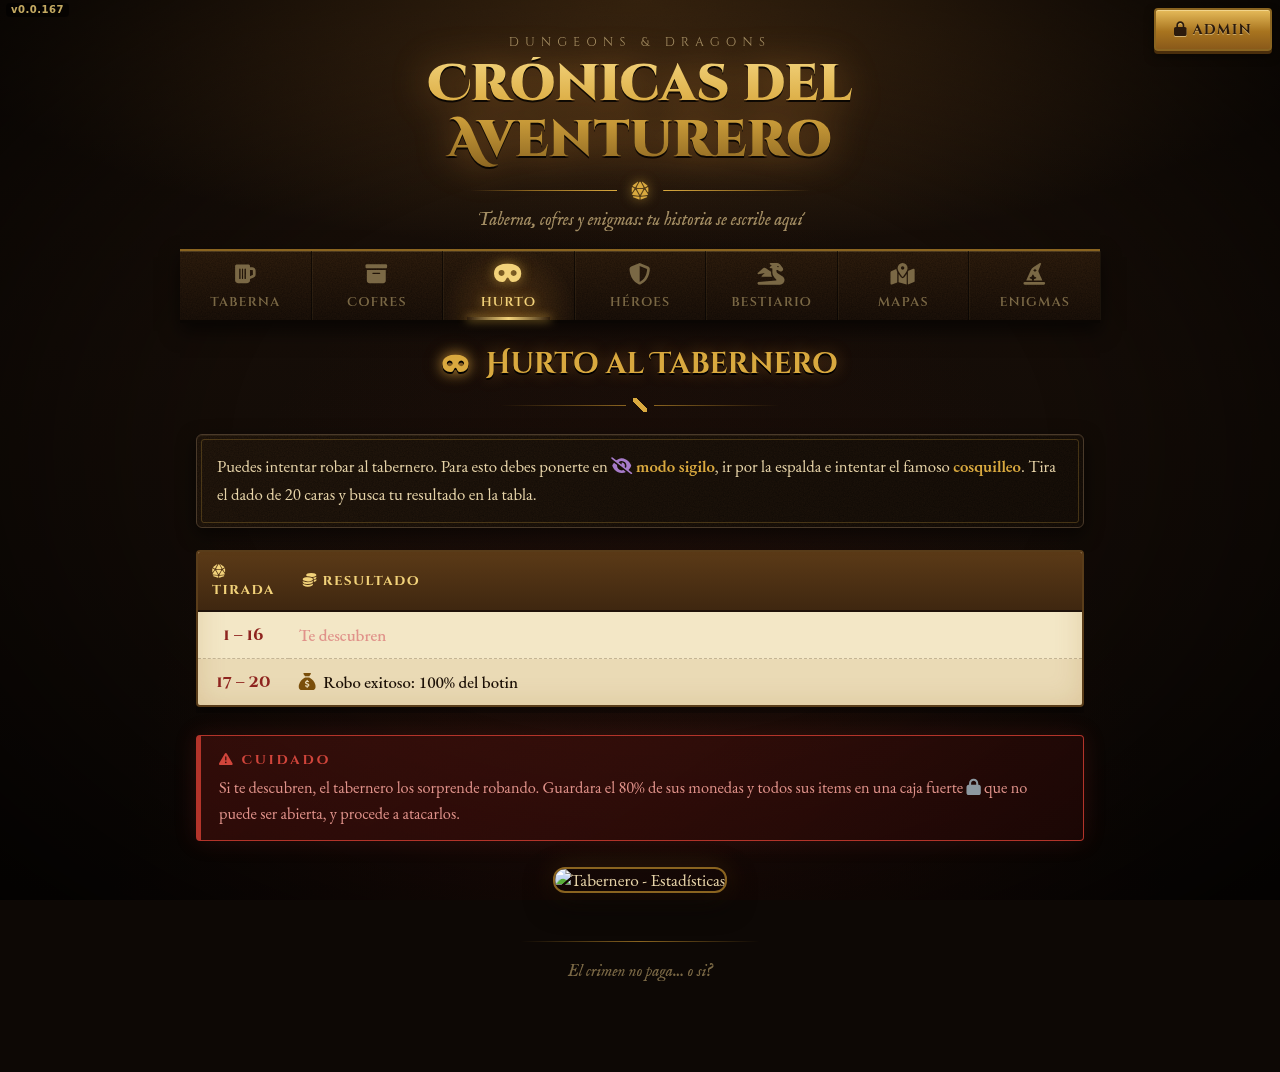 v0.0.167
ADMIN
DUNGEONS & DRAGONS
CRÓNICAS DEL
AVENTURERO
Taberna, cofres y enigmas: tu historia se escribe aquí
TABERNA
COFRES
HURTO
HÉROES
BESTIARIO
MAPAS
ENIGMAS
HURTO AL TABERNERO
Puedes intentar robar al tabernero. Para esto debes ponerte en modo sigilo, ir por la espalda e intentar el famoso cosquilleo. Tira
el dado de 20 caras y busca tu resultado en la tabla.
TIRADA
RESULTADO
1 – 16
Te descubren
17 – 20
Robo exitoso: 100% del botin
CUIDADO
Si te descubren, el tabernero los sorprende robando. Guardara el 80% de sus monedas y todos sus items en una caja fuerte que no
puede ser abierta, y procede a atacarlos.
Tabernero - Estadísticas
El crimen no paga... o si?